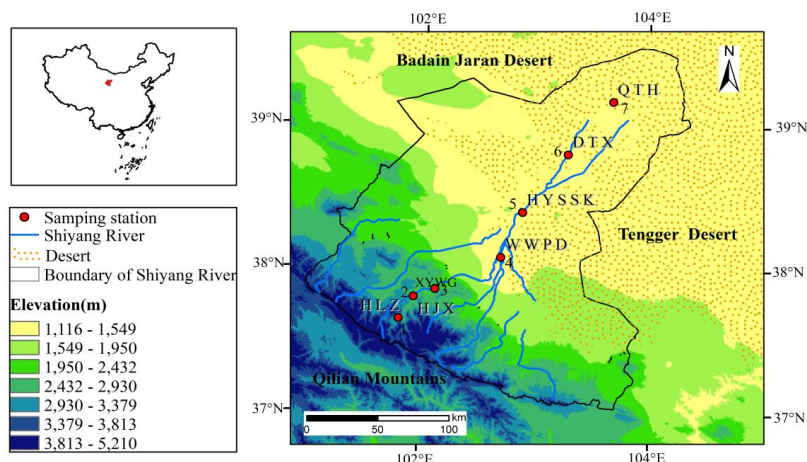 102°E
104°E
Badain Jaran Desert
N
QTH
7
39°N
39°N
DTX
6
5
HYSSK
WWPD
4
Tengger Desert
38°N
38°N
XYWG
2
3
HLZ
HJX
1
Qilian Mountains
37°N
37°N
km
0
50
100
102°E
104°E
Samping station
Shiyang River
Desert
Boundary of Shiyang River
Elevation(m)
1,116 - 1,549
1,549 - 1,950
1,950 - 2,432
2,432 - 2,930
2,930 - 3,379
3,379 - 3,813
3,813 - 5,210